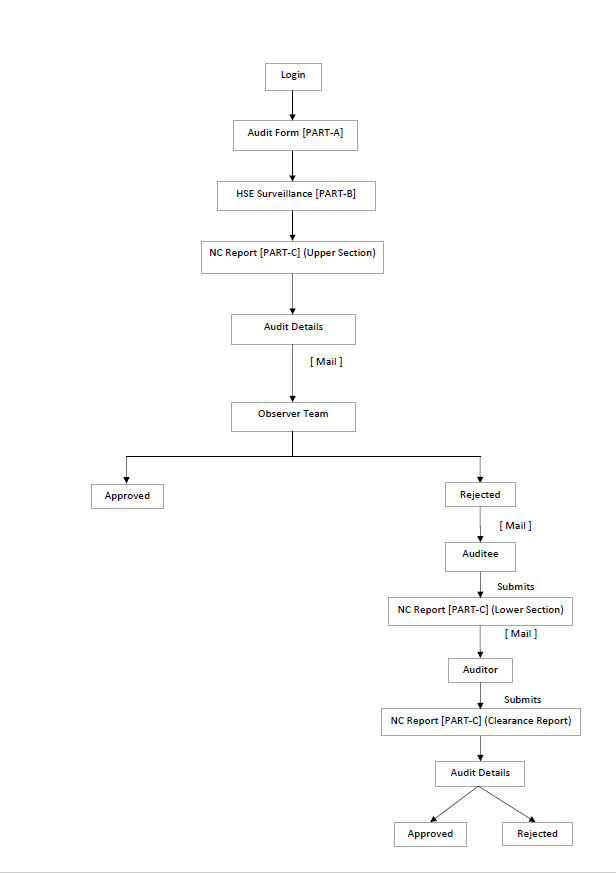 Login
Audit Form [PART-A]
HSE Surveillance [PART-B]
NC Report [PART-C] (Upper Section)
Audit Details
[ Mail ]
Observer Team
Approved
Rejected
[ Mail ]
Auditee
Submits
NC Report [PART-C] (Lower Section)
[ Mail ]
Auditor
Submits
NC Report [PART-C] (Clearance Report)
Audit Details
Approved
Rejected